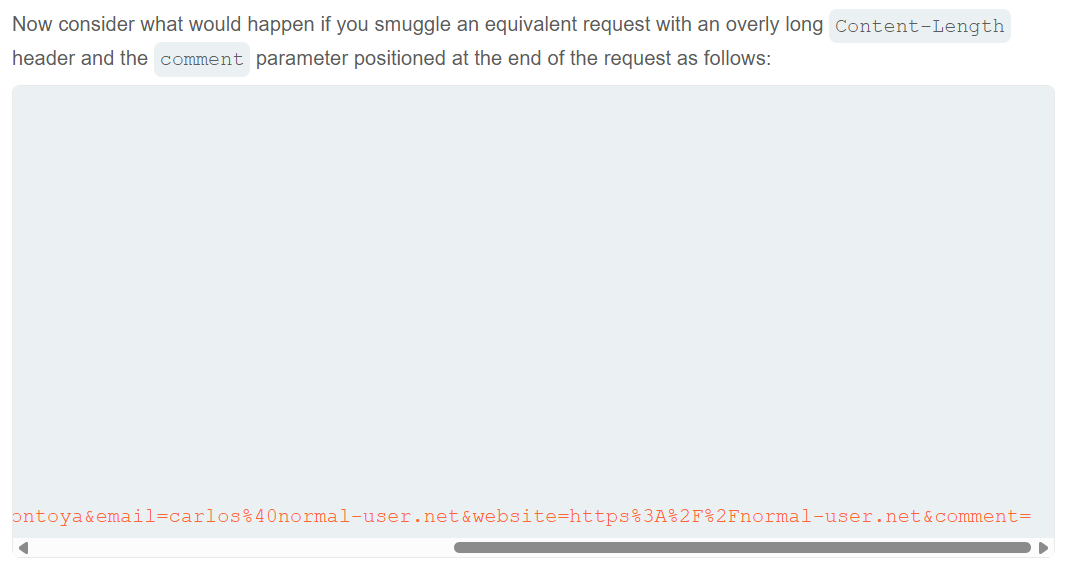 Now consider what would happen if you smuggle an equivalent request with an overly long Content-Length
header and the comment parameter positioned at the end of the request as follows:
ontoya&email=carlos%40normal-user.net&website=https%3A%2F%2Fnormal-user.net&comment=